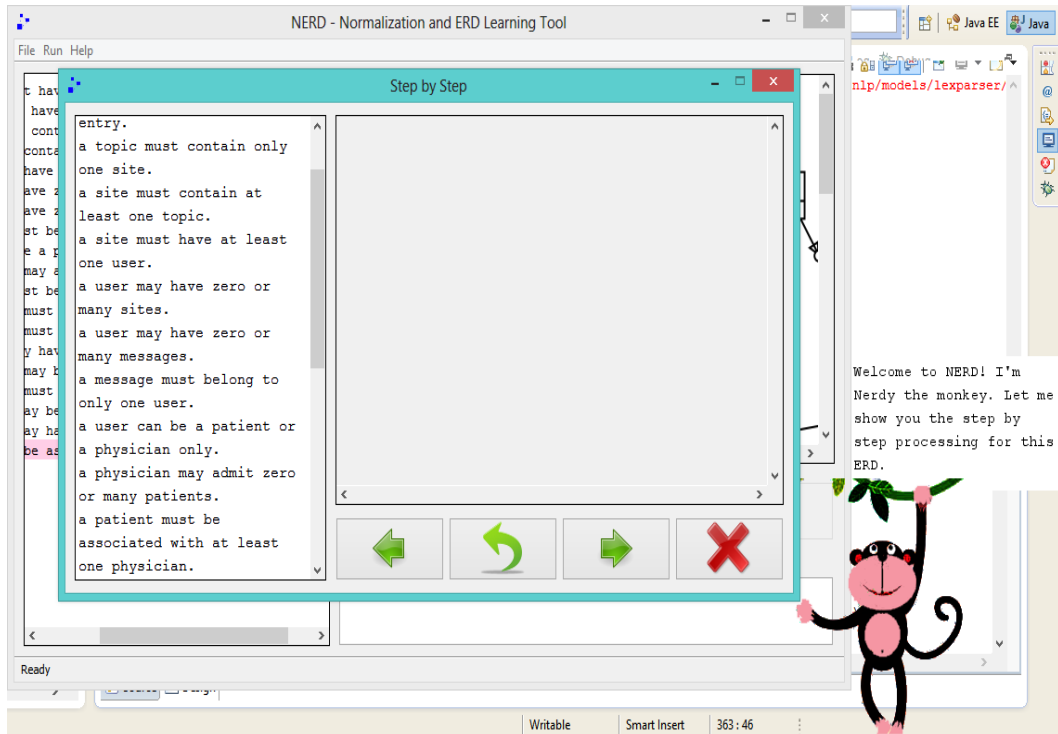 NERD - Normalization and ERD Learning Tool
Java EE
Java
File Run Help
Step by Step
nlp/models/lexparser/
entry.
a topic must contain only
one site.
a site must contain at
least one topic.
a site must have at least
one user.
a user may have zero or
many sites.
a user may have zero or
many messages.
a message must belong to
only one user.
a user can be a patient or
a physician only.
a physician may admit zero
or many patients.
a patient must be
associated with at least
one physician.
Welcome to NERD! I'm
Nerdy the monkey. Let me
show you the step by
step processing for this
ERD.
Ready
Writable
Smart Insert
363 : 46